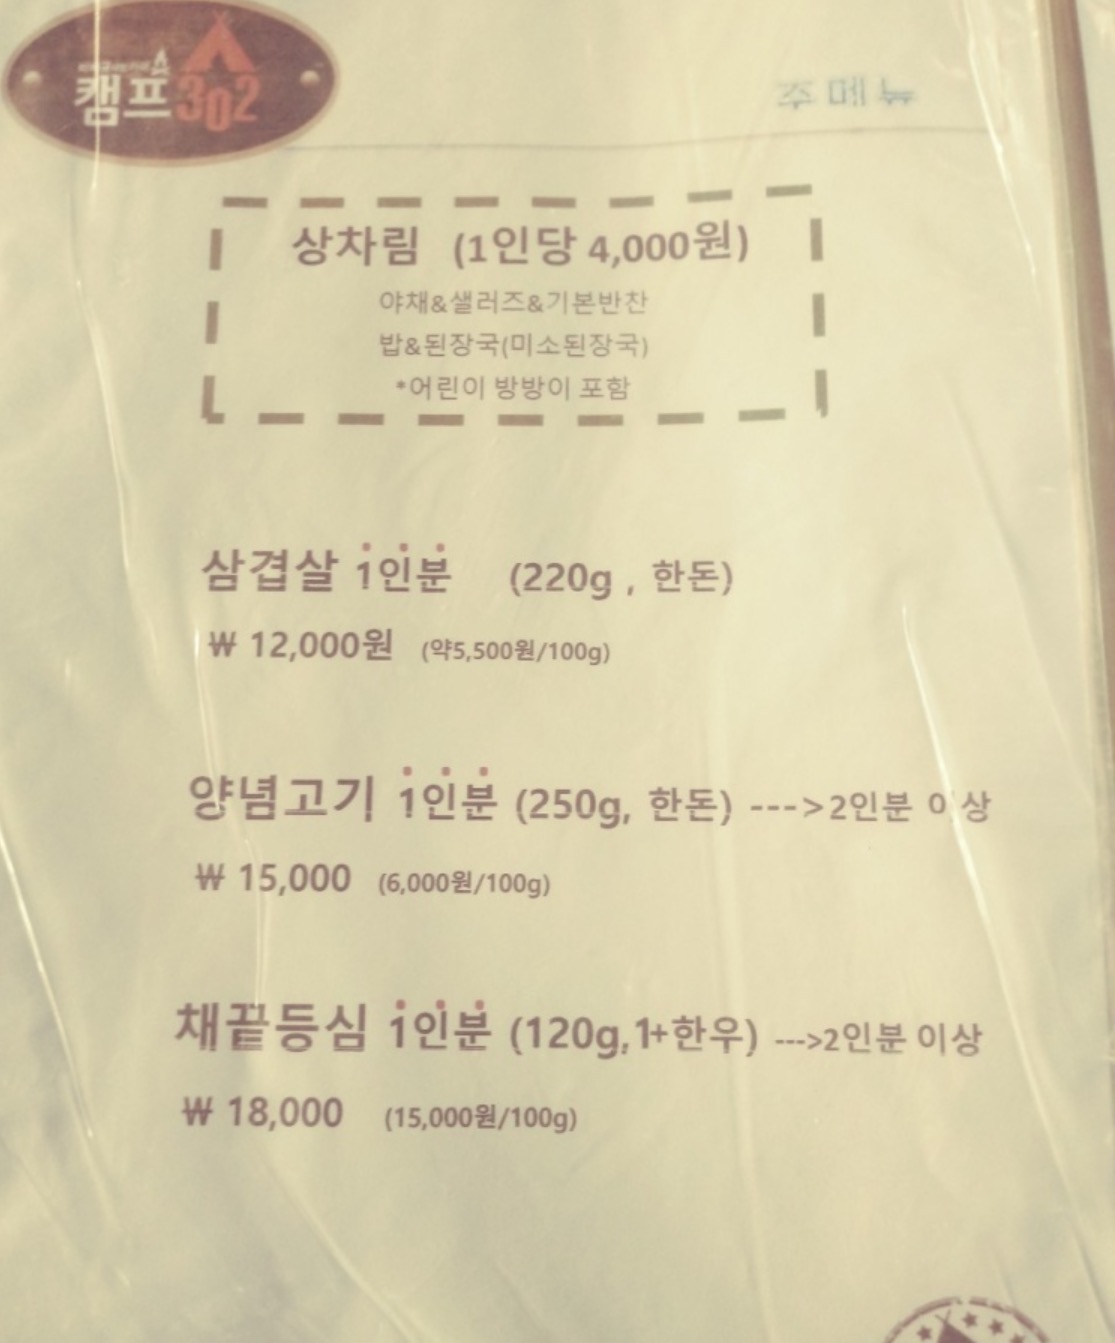 캠프302
주메뉴
상차림 (1인당 4,000원)
야채&샐러즈&기본반찬
밥&된장국(미소된장국)
*어린이 방방이 포함
삼겹살 1인분 (220g , 한돈)
₩ 12,000원 (약5,500원/100g)
양념고기 1인분 (250g, 한돈) --->2인분 이상
₩ 15,000 (6,000원/100g)
채끝등심 1인분 (120g,1+한우) --->2인분 이상
₩ 18,000 (15,000원/100g)